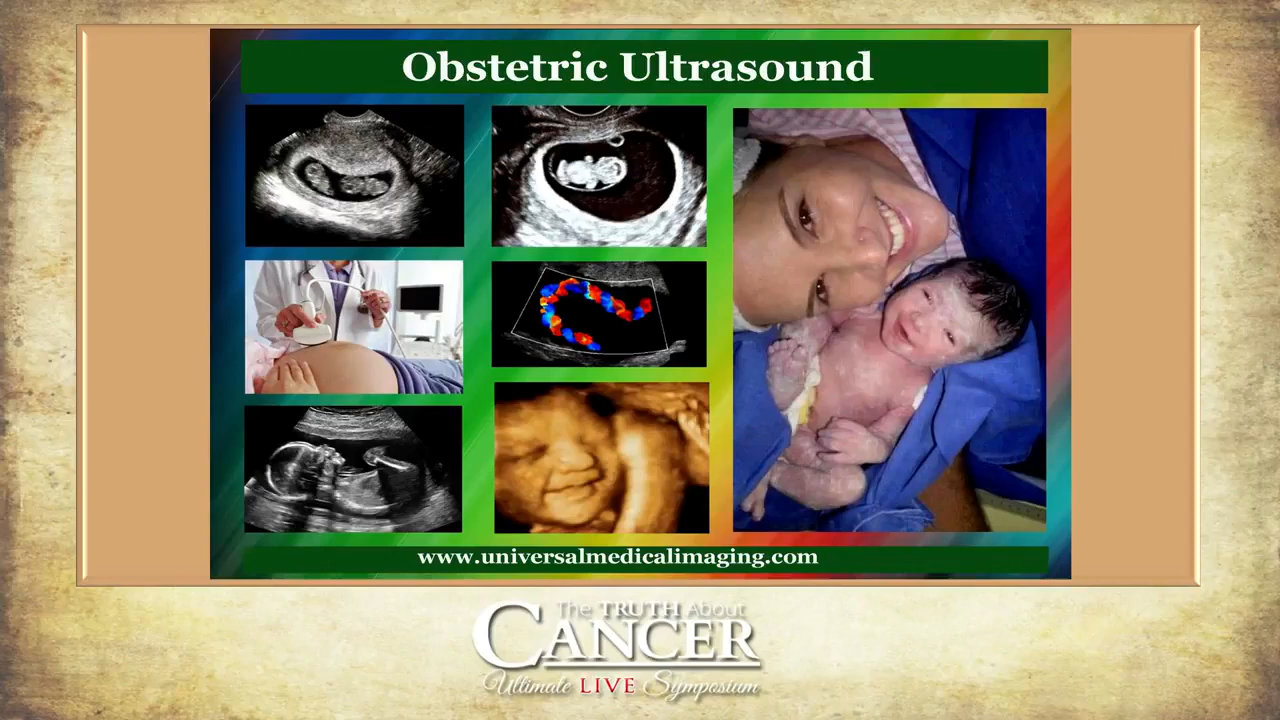 Obstetric Ultrasound
www.universalmedicalimaging.com
The TRUTH About
CANCER
Ultimate LIVE Symposium